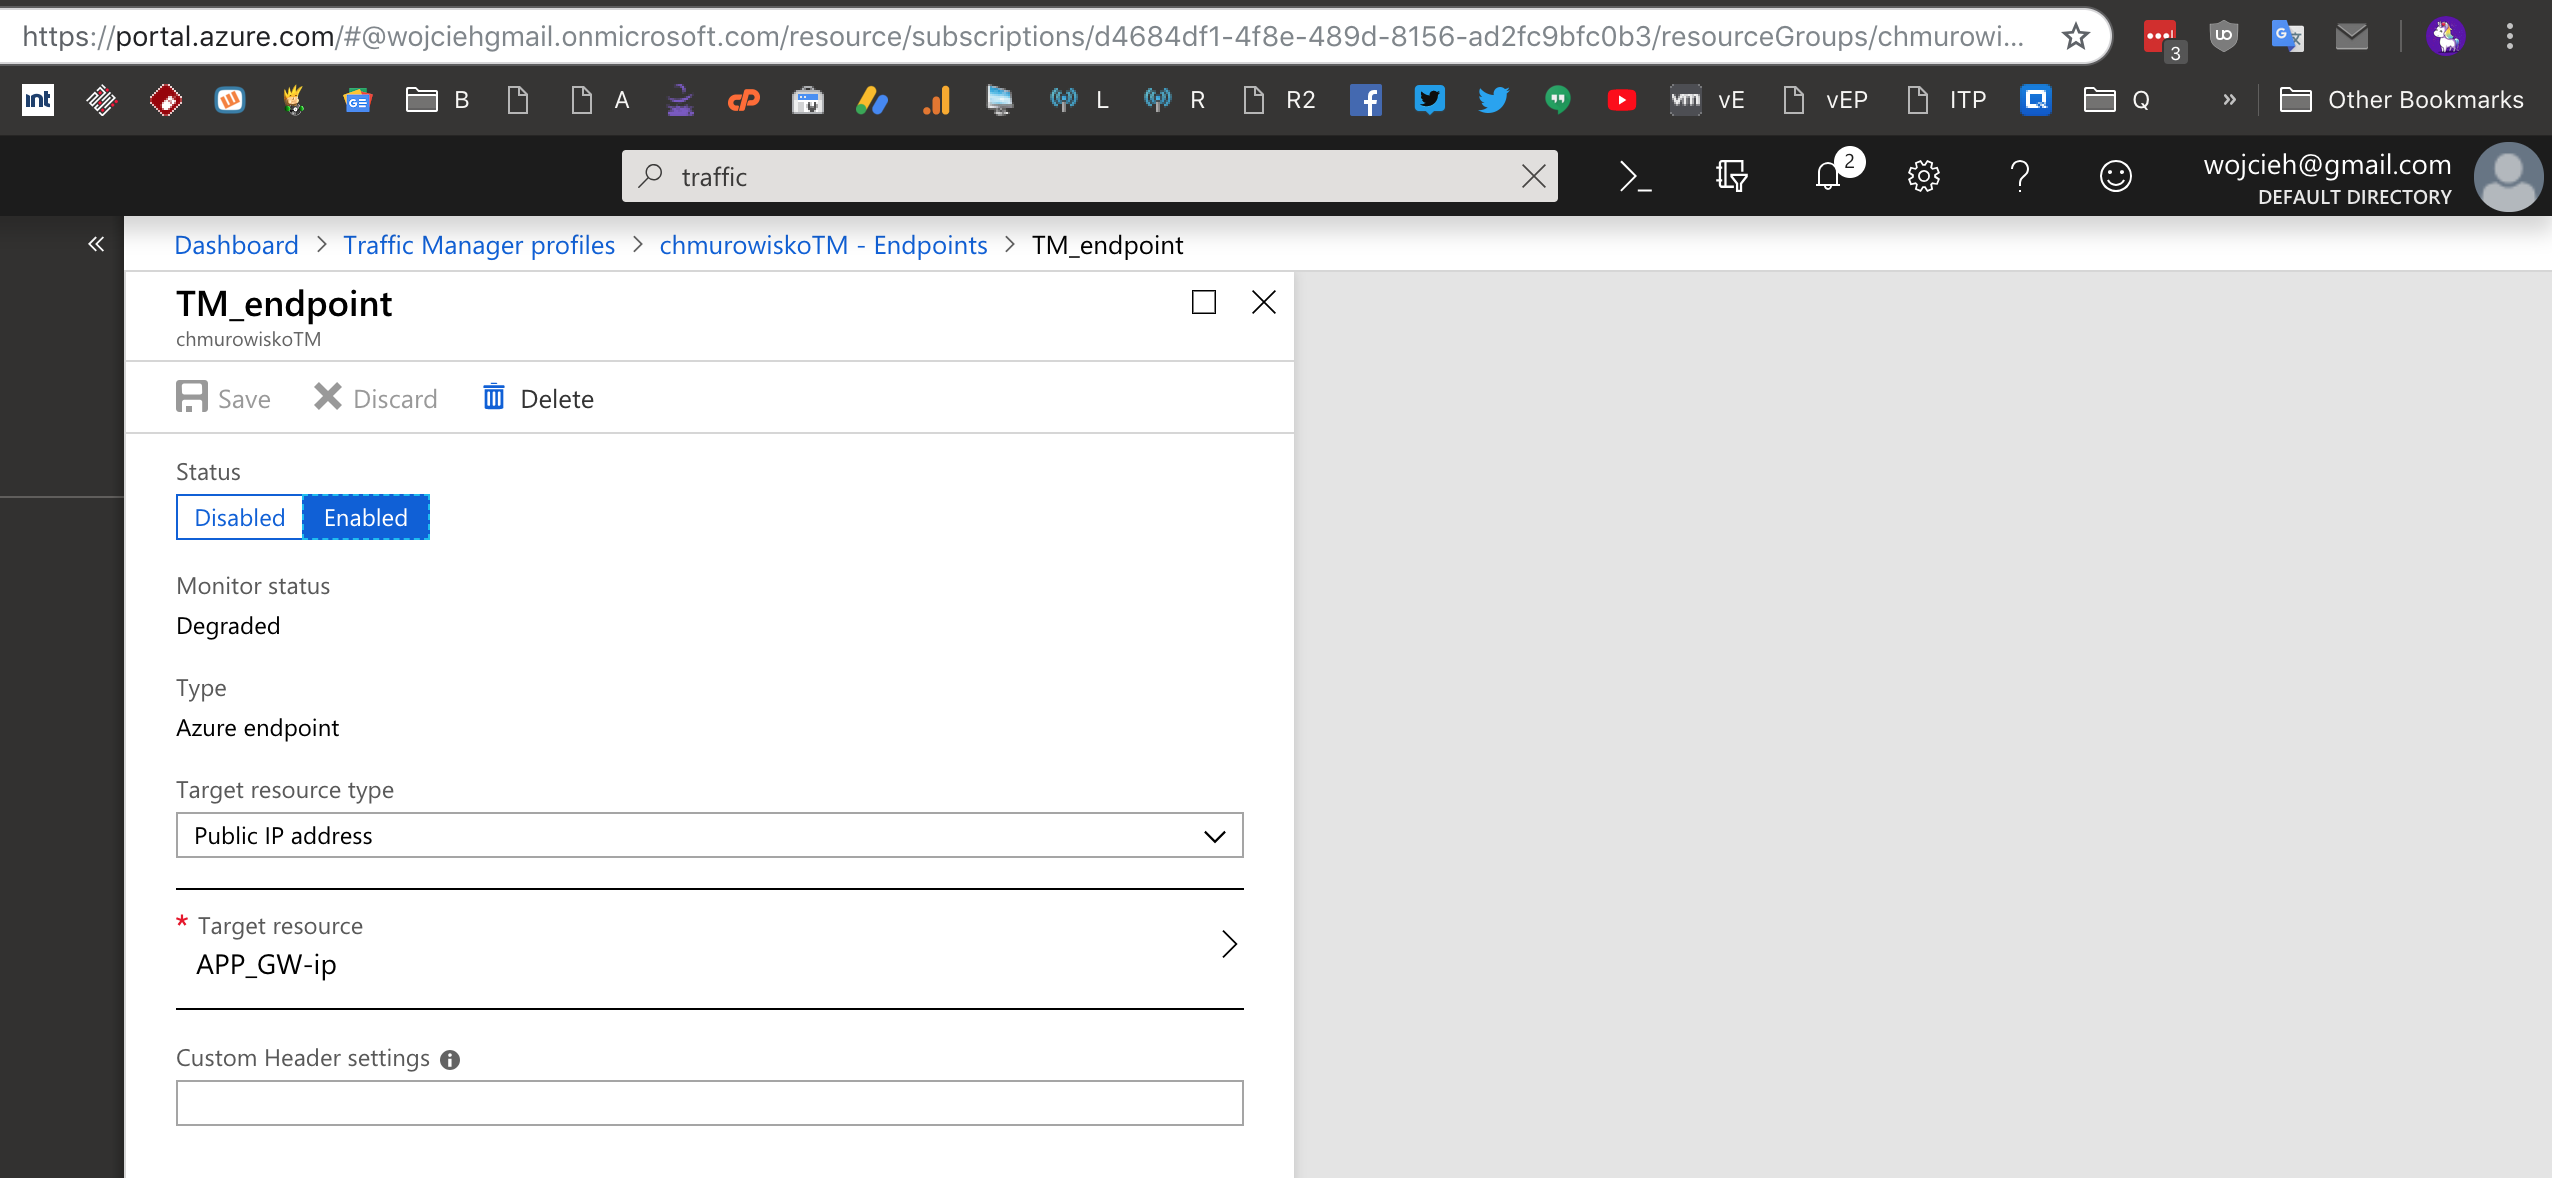 https://portal.azure.com/#@wojciehgmail.onmicrosoft.com/resource/subscriptions/d4684df1-4f8e-489d-8156-ad2fc9bfc0b3/resourceGroups/chmurowi...
3
int
B
A
cP
L
R
R2
vm vE
vEP
ITP
Q
»
Other Bookmarks
traffic
2
wojcieh@gmail.com
DEFAULT DIRECTORY
Dashboard > Traffic Manager profiles > chmurowiskoTM - Endpoints > TM_endpoint
TM_endpoint
chmurowiskoTM
Save
Discard
Delete
Status
Disabled
Enabled
Monitor status
Degraded
Type
Azure endpoint
Target resource type
Public IP address
* Target resource
APP_GW-ip
Custom Header settings